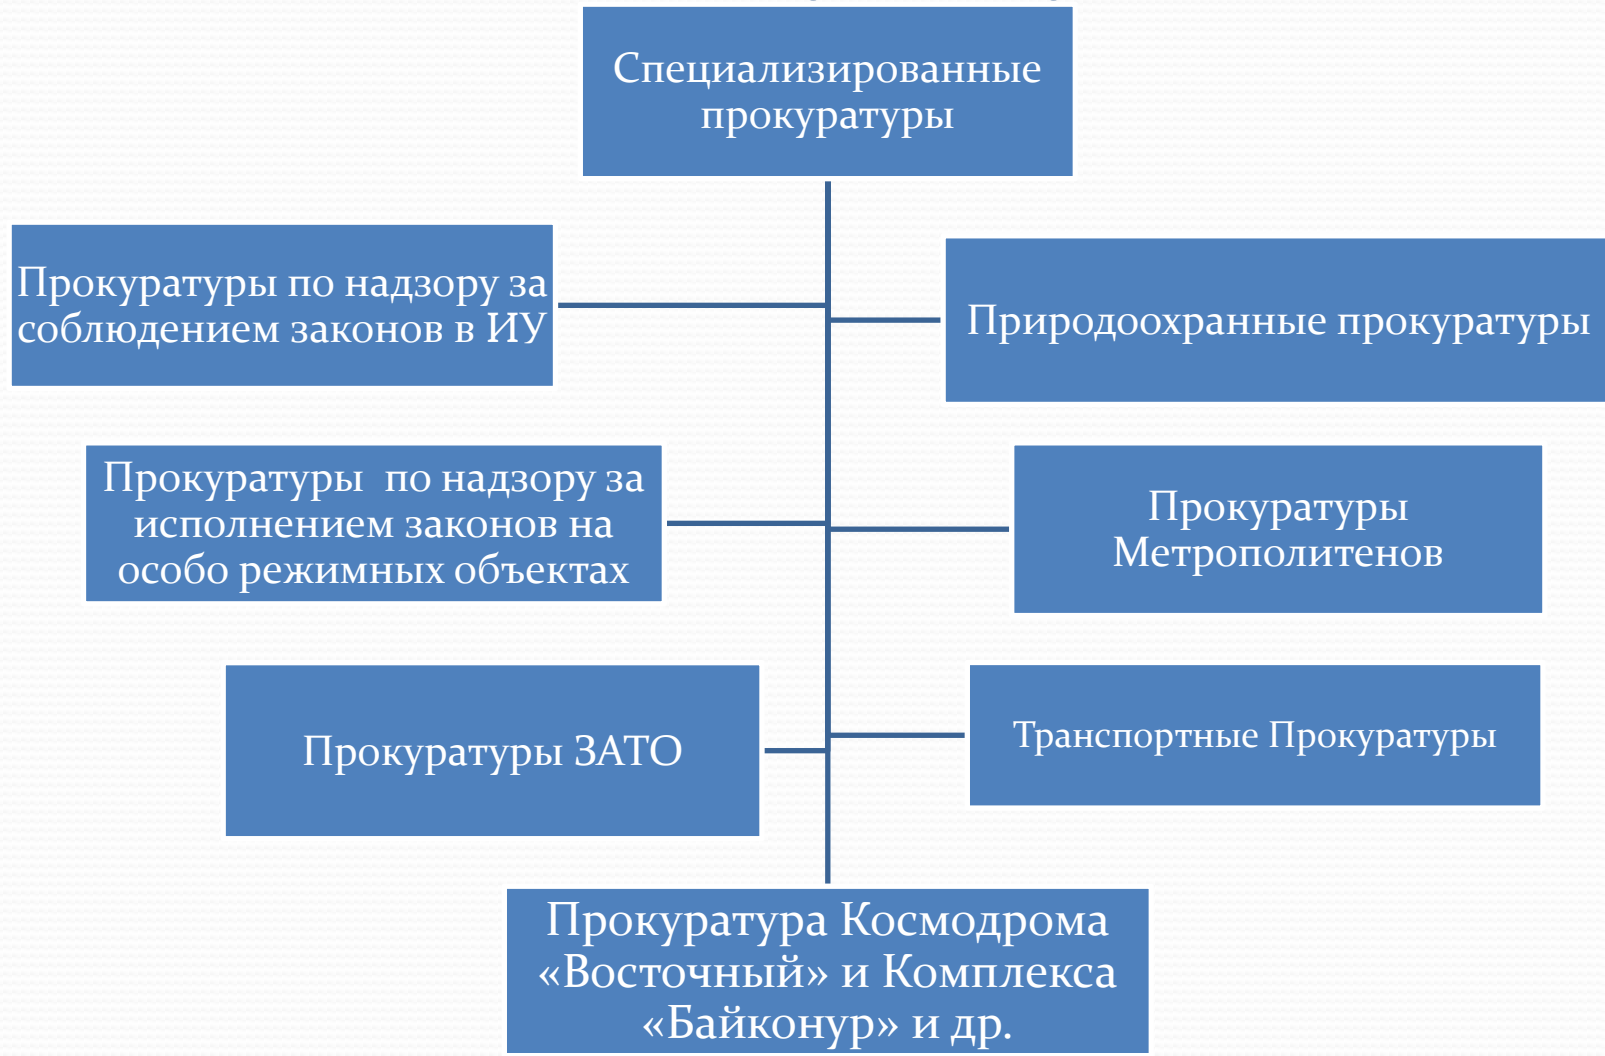 Специализированные
прокуратуры
Прокуратуры по надзору за
соблюдением законов в ИУ
Природоохранные прокуратуры
Прокуратуры  по надзору за
исполнением законов на
особо режимных объектах
Прокуратуры
Метрополитенов
Прокуратуры ЗАТО
Транспортные Прокуратуры
Прокуратура Космодрома
«Восточный» и Комплекса
«Байконур» и др.